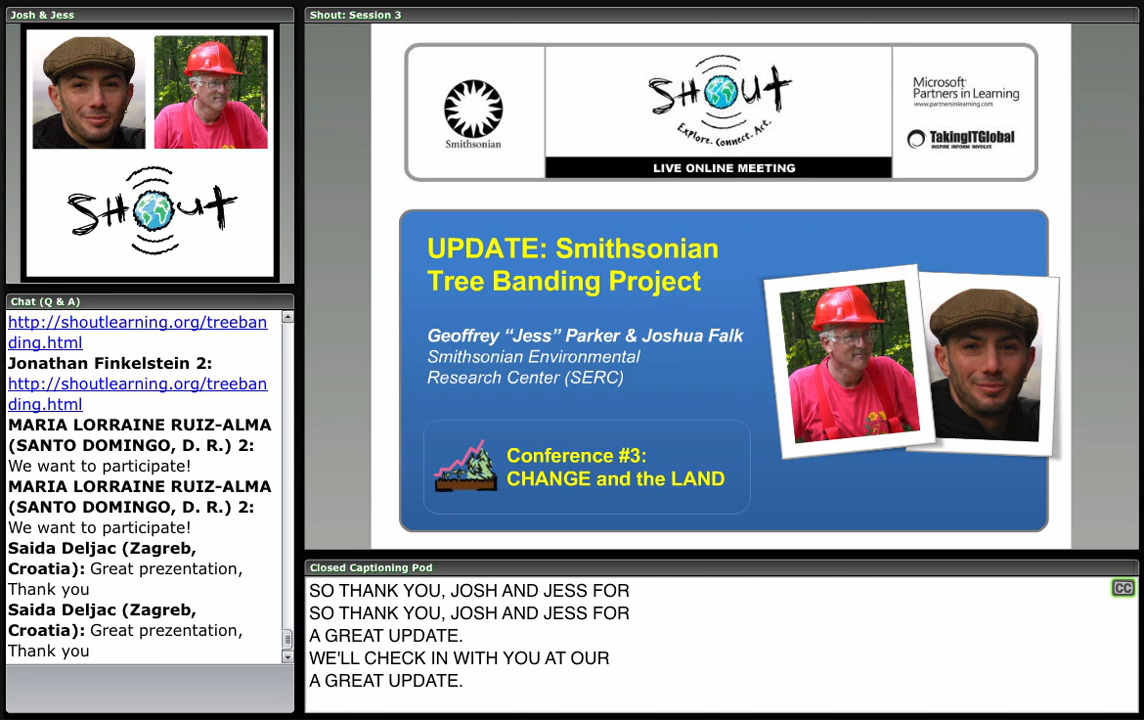 Josh & Jess
SHOUT
Chat (Q & A)
http://shoutlearning.org/treeban
ding.html
Jonathan Finkelstein 2:
http://shoutlearning.org/treeban
ding.html
MARIA LORRAINE RUIZ-ALMA
(SANTO DOMINGO, D. R.) 2:
We want to participate!
MARIA LORRAINE RUIZ-ALMA
(SANTO DOMINGO, D. R.) 2:
We want to participate!
Saida Deljac (Zagreb,
Croatia): Great prezentation,
Thank you
Saida Deljac (Zagreb,
Croatia): Great prezentation,
Thank you
Shout: Session 3
Smithsonian
SHOUT
Explore. Connect. Act.
LIVE ONLINE MEETING
Microsoft
Partners in Learning
www.partnersinlearning.com
TakingITGlobal
INSPIRE INFORM INVOLVE
UPDATE: Smithsonian
Tree Banding Project
Geoffrey “Jess” Parker & Joshua Falk
Smithsonian Environmental
Research Center (SERC)
Conference #3:
CHANGE and the LAND
Closed Captioning Pod
CC
SO THANK YOU, JOSH AND JESS FOR
SO THANK YOU, JOSH AND JESS FOR
A GREAT UPDATE.
WE'LL CHECK IN WITH YOU AT OUR
A GREAT UPDATE.